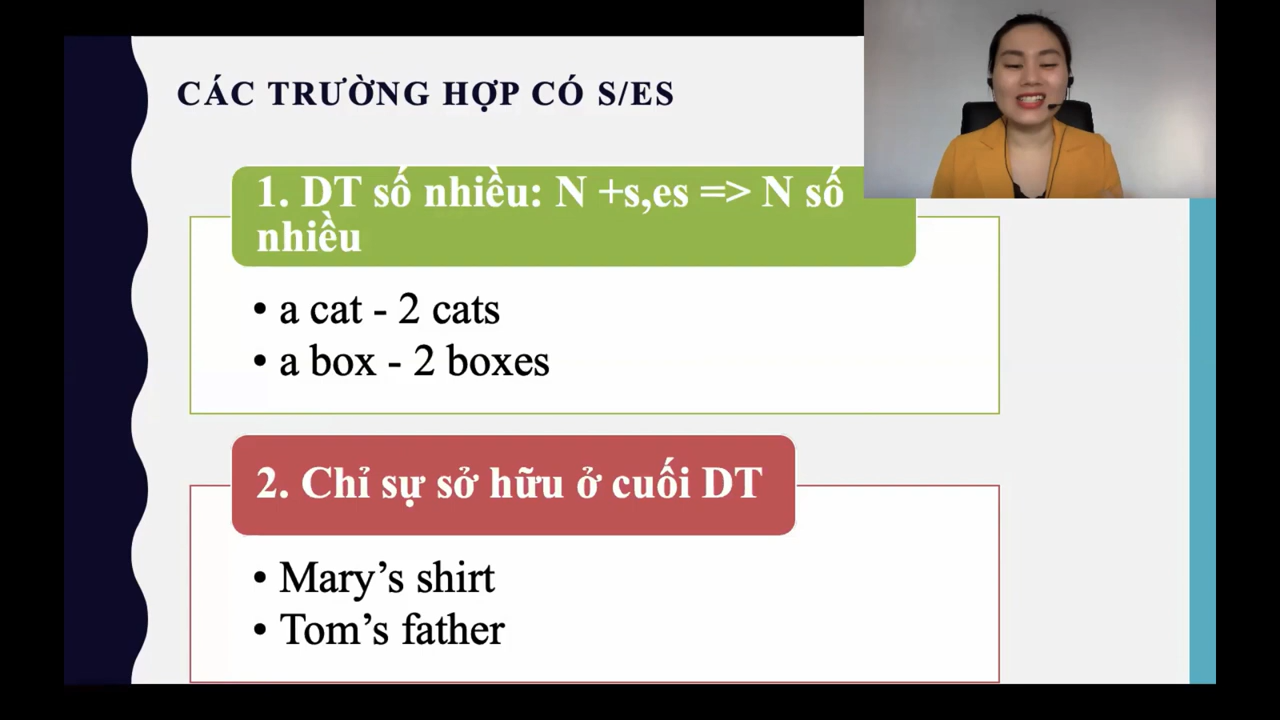 CÁC TRƯỜNG HỢP CÓ S/ES
1. DT số nhiều: N +s,es => N số
nhiều
• a cat - 2 cats
• a box - 2 boxes
2. Chỉ sự sở hữu ở cuối DT
• Mary’s shirt
• Tom’s father